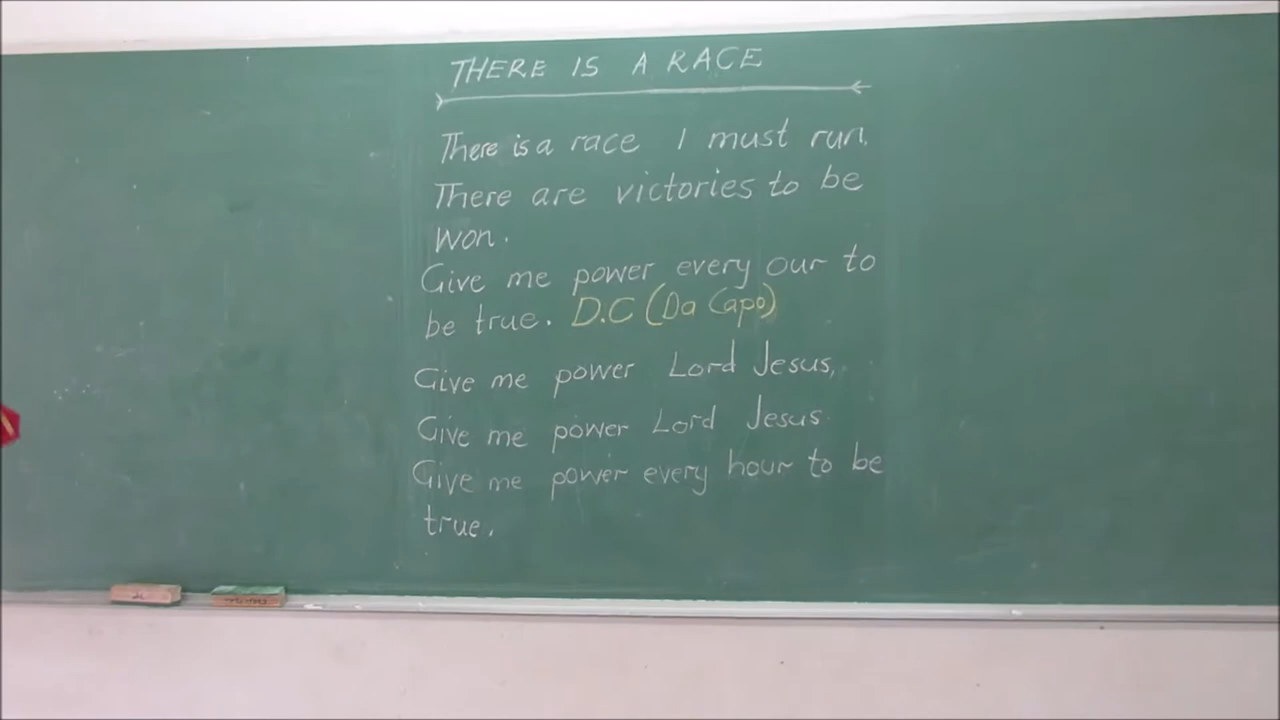 THERE IS A RACE
There is a race I must run,
There are victories to be
won.
Give me power every our to
be true. D.C (Da Capo)
Give me power Lord Jesus,
Give me power Lord Jesus.
Give me power every hour to be
true.